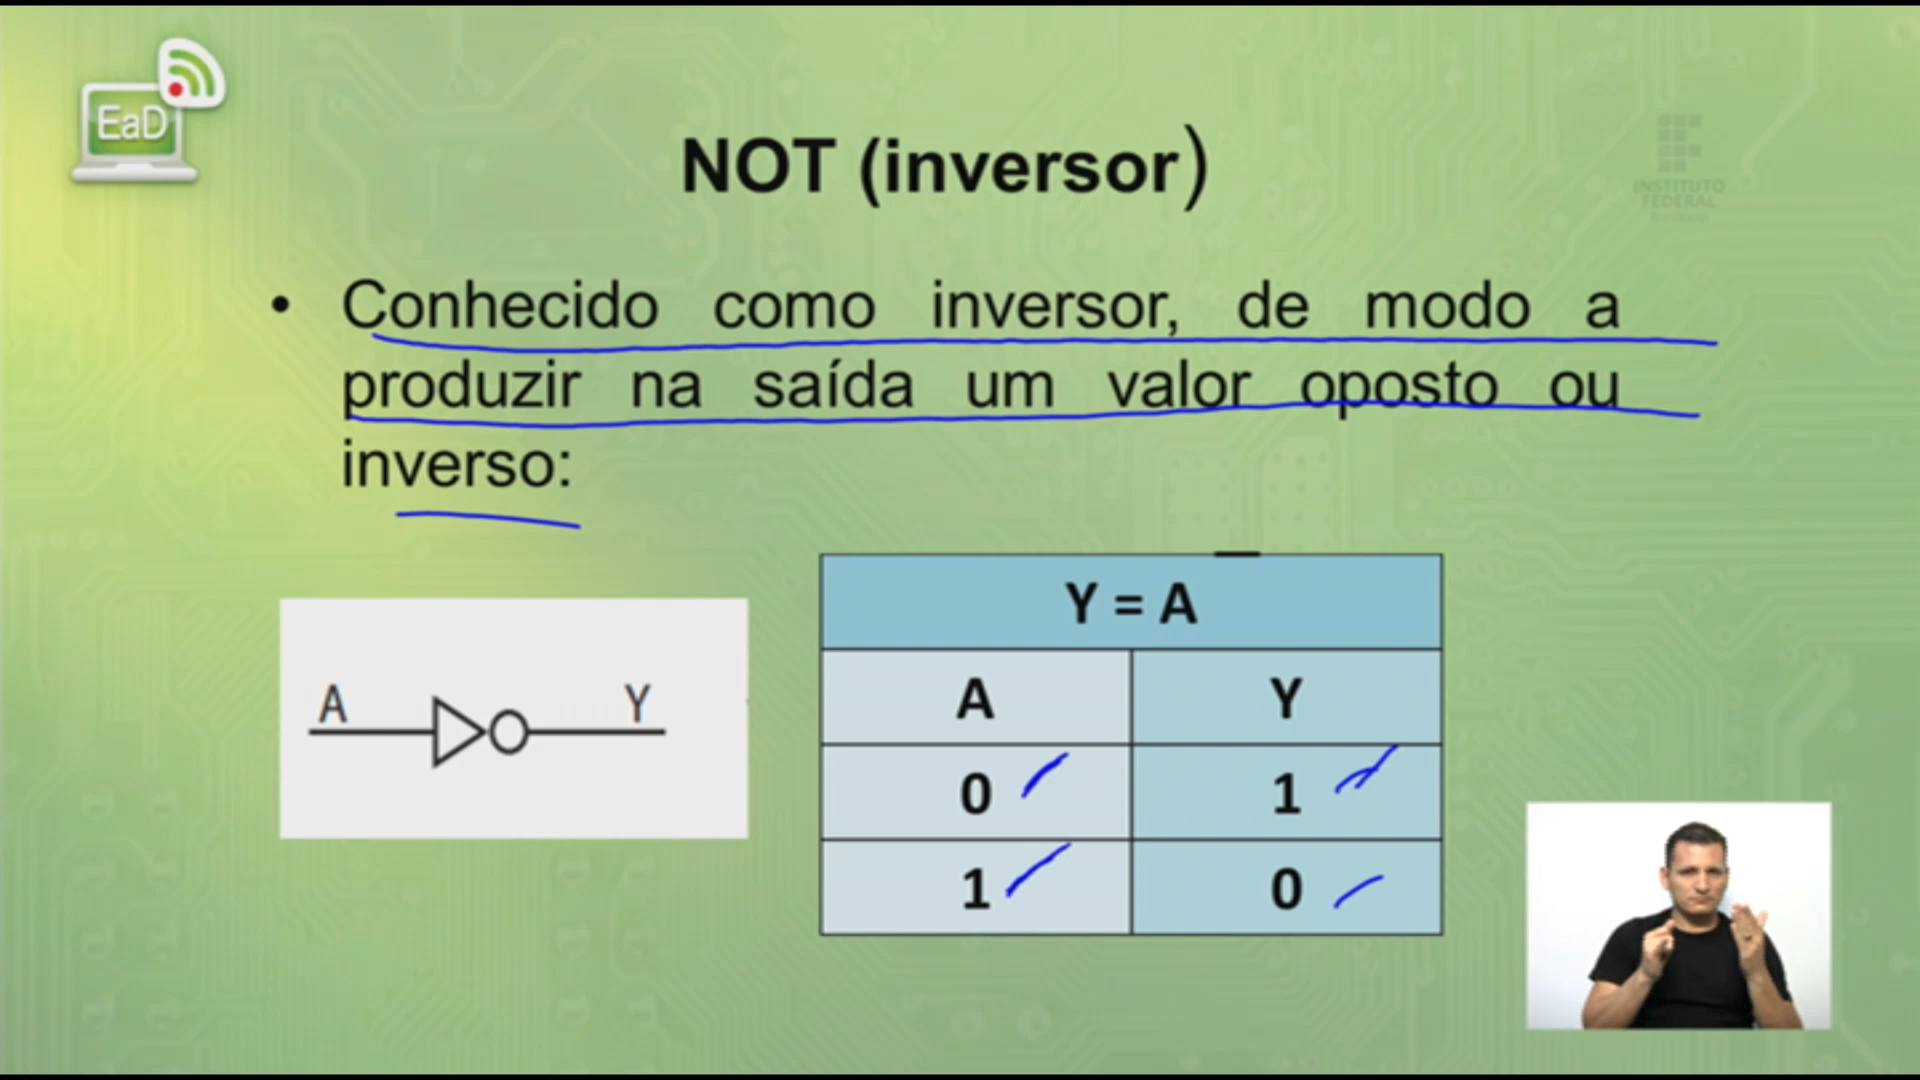 EaD
NOT (inversor)
INSTITUTO
FEDERAL
• Conhecido como inversor, de modo a
produzir na saída um valor oposto ou
inverso:
A Y
Y = A
A Y
0 1
1 0